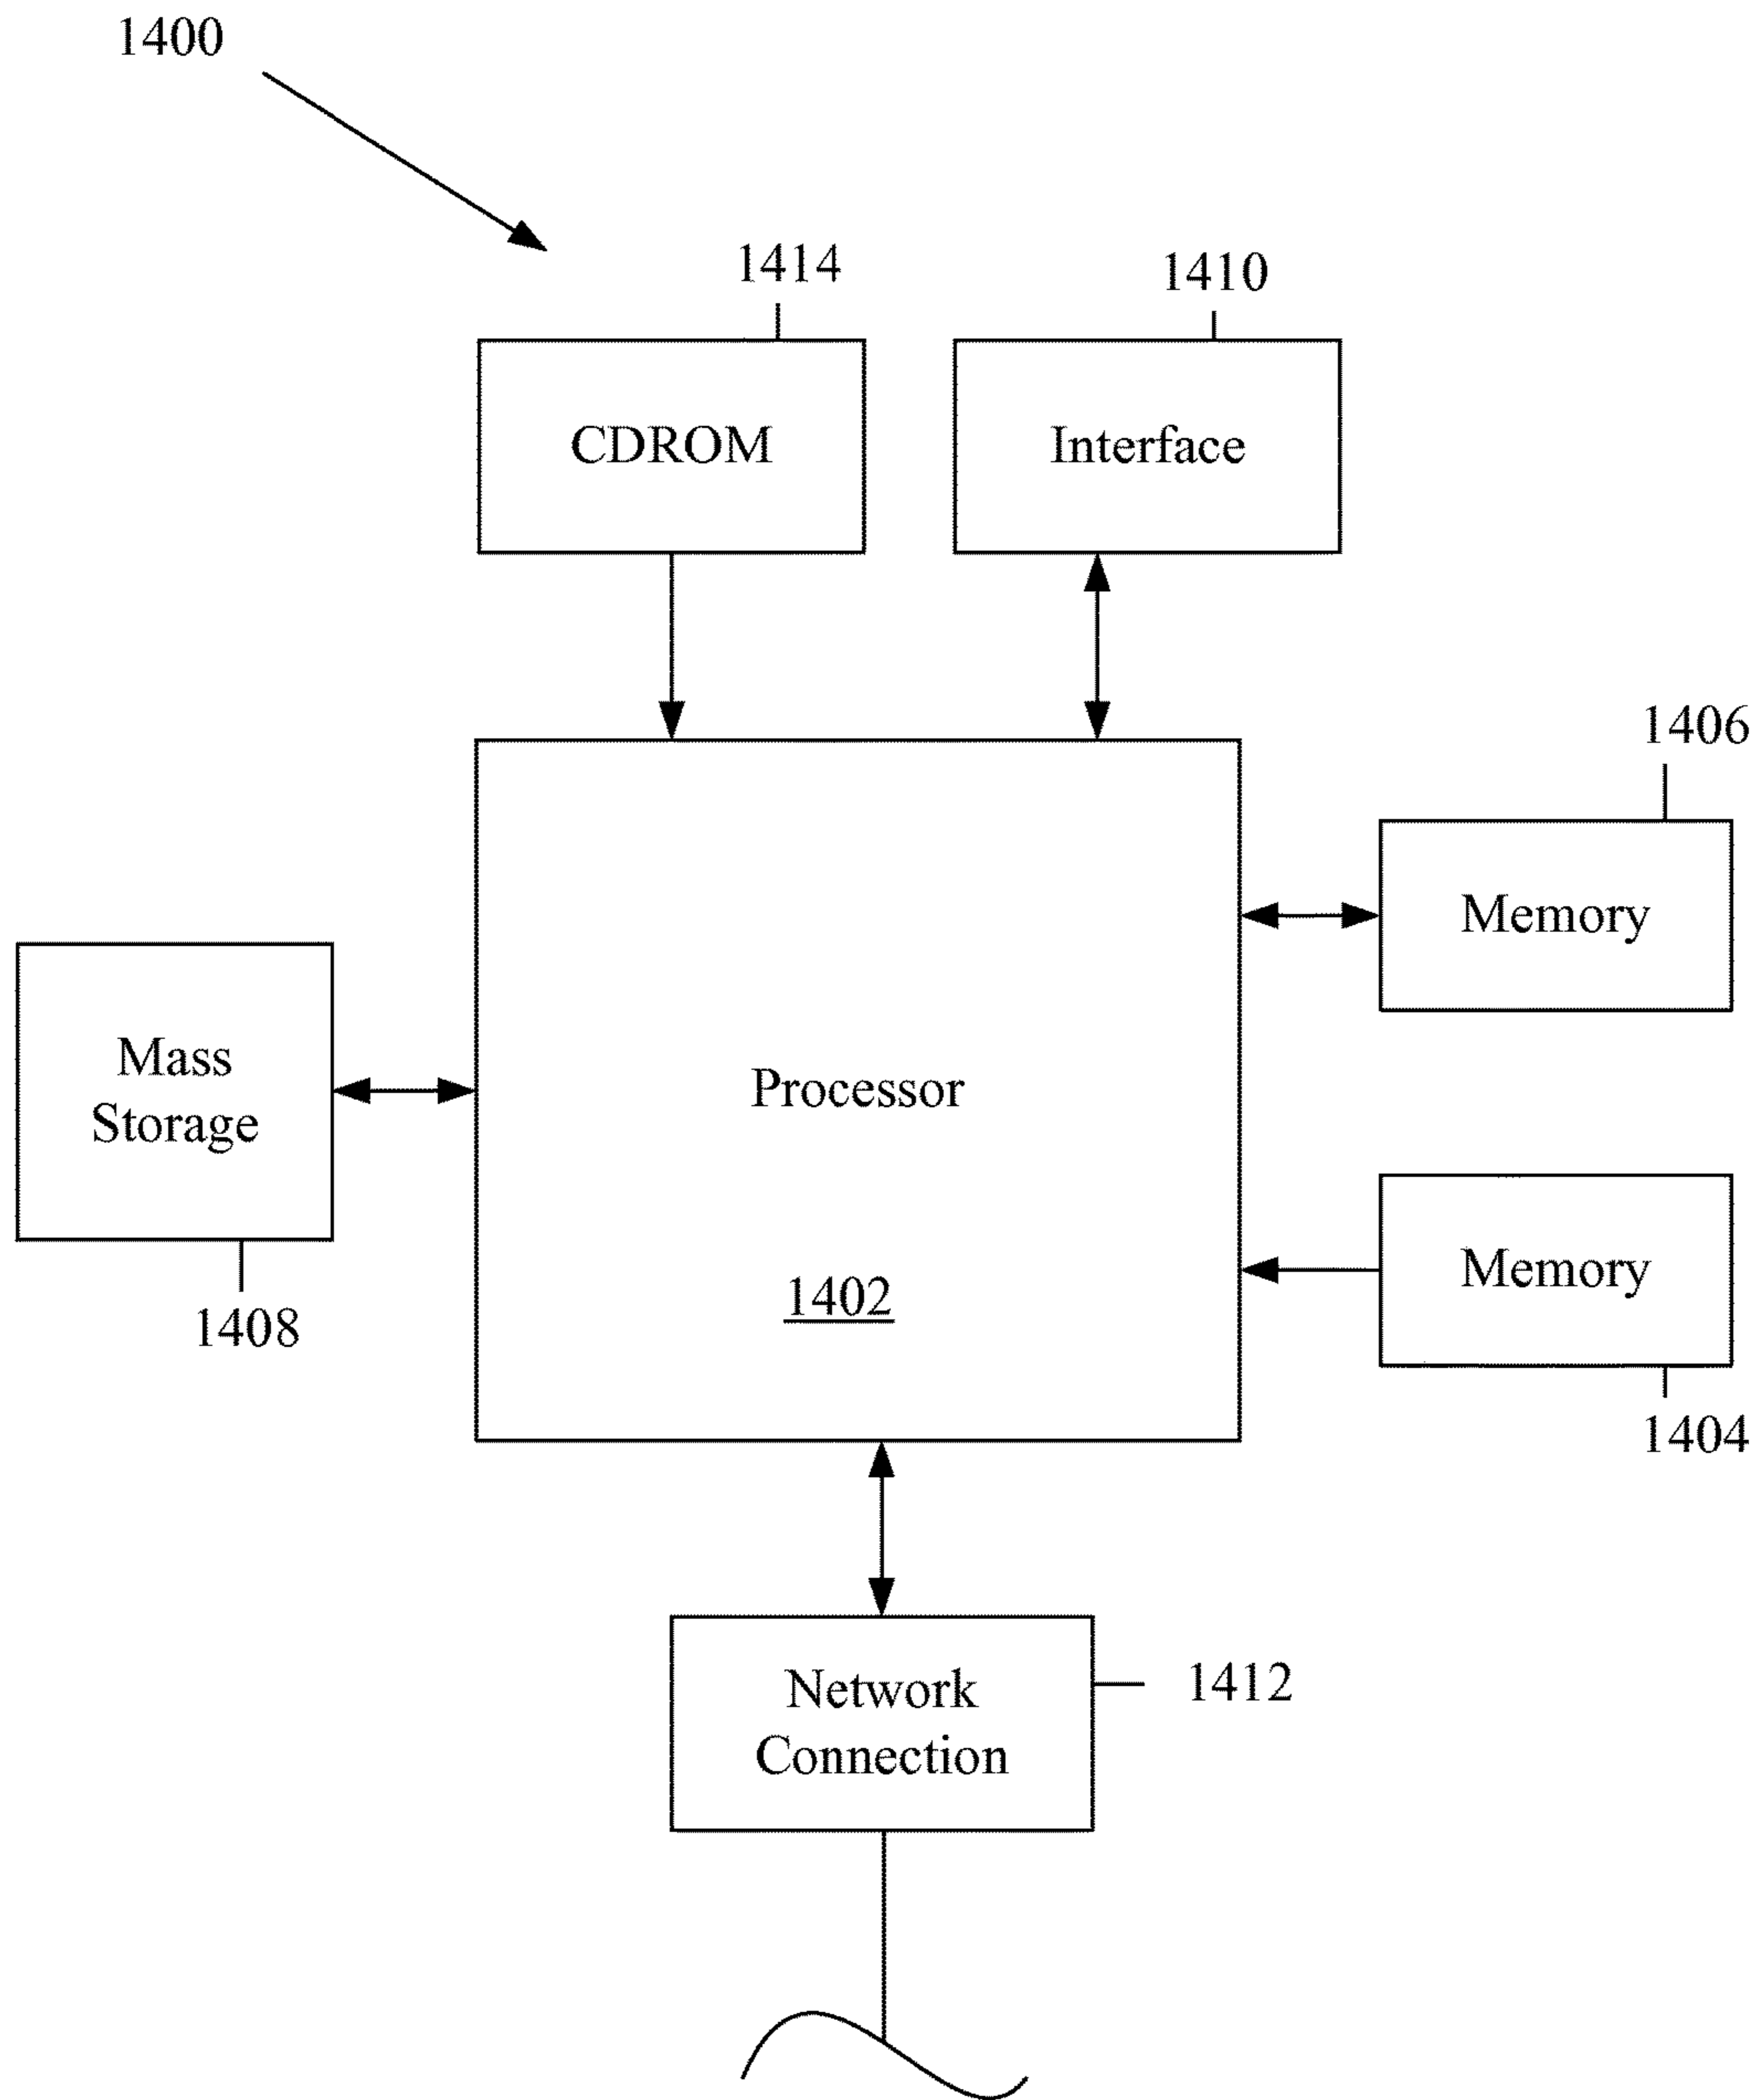 1400
1414
1410
CDROM
Interface
1406
Memory
Mass
Storage
Processor
Memory
1402
1408
1404
Network
Connection
1412